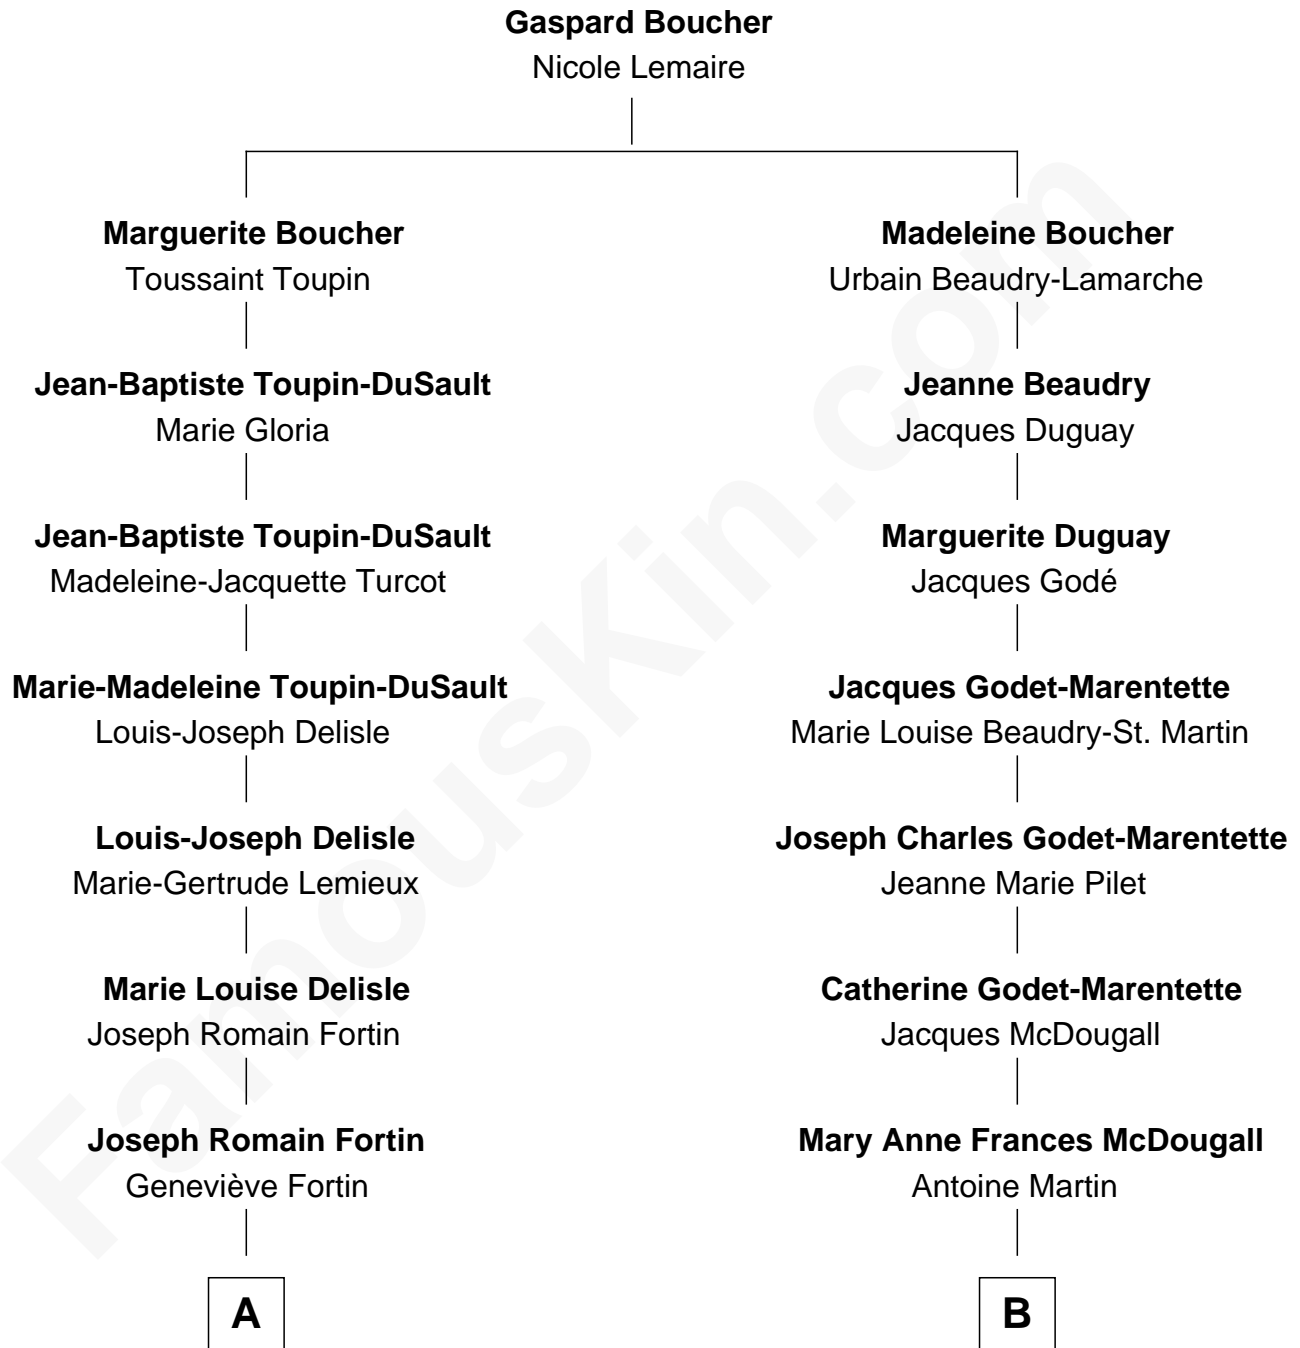 Gaspard Boucher
Nicole Lemaire
Marguerite Boucher
Toussaint Toupin
Jean-Baptiste Toupin-DuSault
Marie Gloria
Jean-Baptiste Toupin-DuSault
Madeleine-Jacquette Turcot
Marie-Madeleine Toupin-DuSault
Louis-Joseph Delisle
Louis-Joseph Delisle
Marie-Gertrude Lemieux
Marie Louise Delisle
Joseph Romain Fortin
Joseph Romain Fortin
Geneviève Fortin
A
Madeleine Boucher
Urbain Beaudry-Lamarche
Jeanne Beaudry
Jacques Duguay
Marguerite Duguay
Jacques Godé
Jacques Godet-Marentette
Marie Louise Beaudry-St. Martin
Joseph Charles Godet-Marentette
Jeanne Marie Pilet
Catherine Godet-Marentette
Jacques McDougall
Mary Anne Frances McDougall
Antoine Martin
B
FamousKin.com